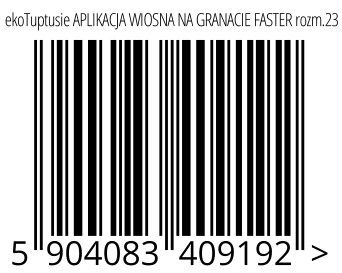 ekoTuptusie APLIKACJA WIOSNA NA GRANACIE FASTER rozm.23
5 904083 409192 >